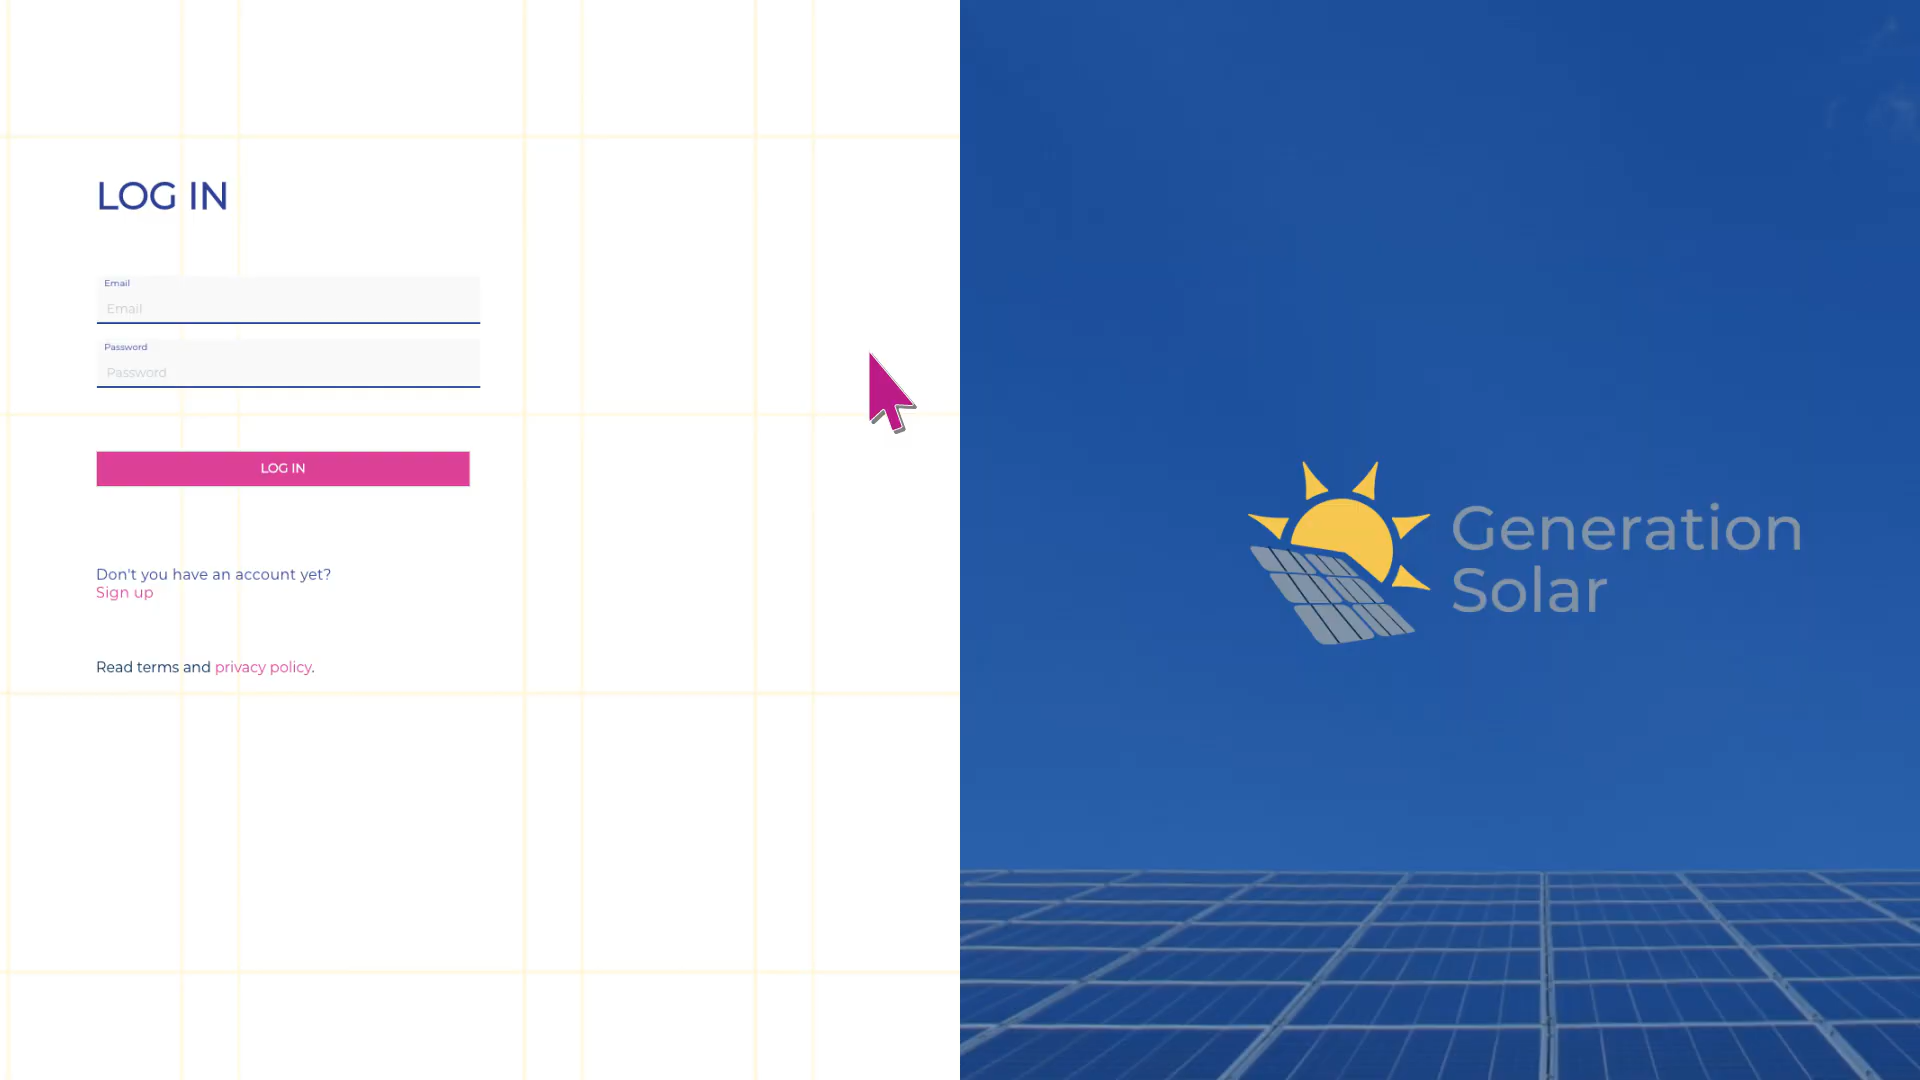 LOG IN
Email
Email
Password
Password
LOG IN
Don't you have an account yet?
Sign up
Read terms and privacy policy.
Generation
Solar